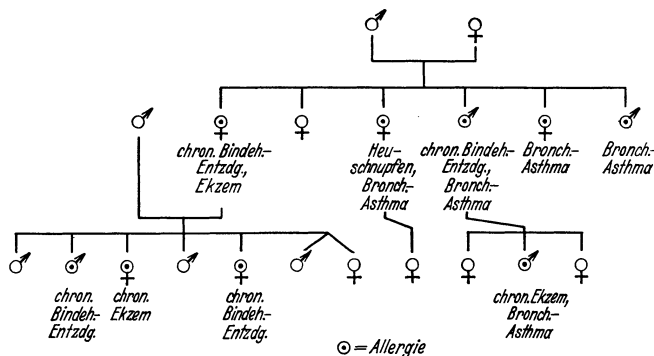 chron. Bindeh.-
Entzdg.,
Ekzem
Heu-
schnupfen,
Bronch.-
Asthma
chron. Bindeh.-
Entzdg.,
Bronch.-
Asthma
Bronch.-
Asthma
Bronch.-
Asthma
chron.
Bindeh.-
Entzdg.
chron.
Ekzem
chron.
Bindeh.-
Entzdg.
chron. Ekzem,
Bronch.-
Asthma
= Allergie